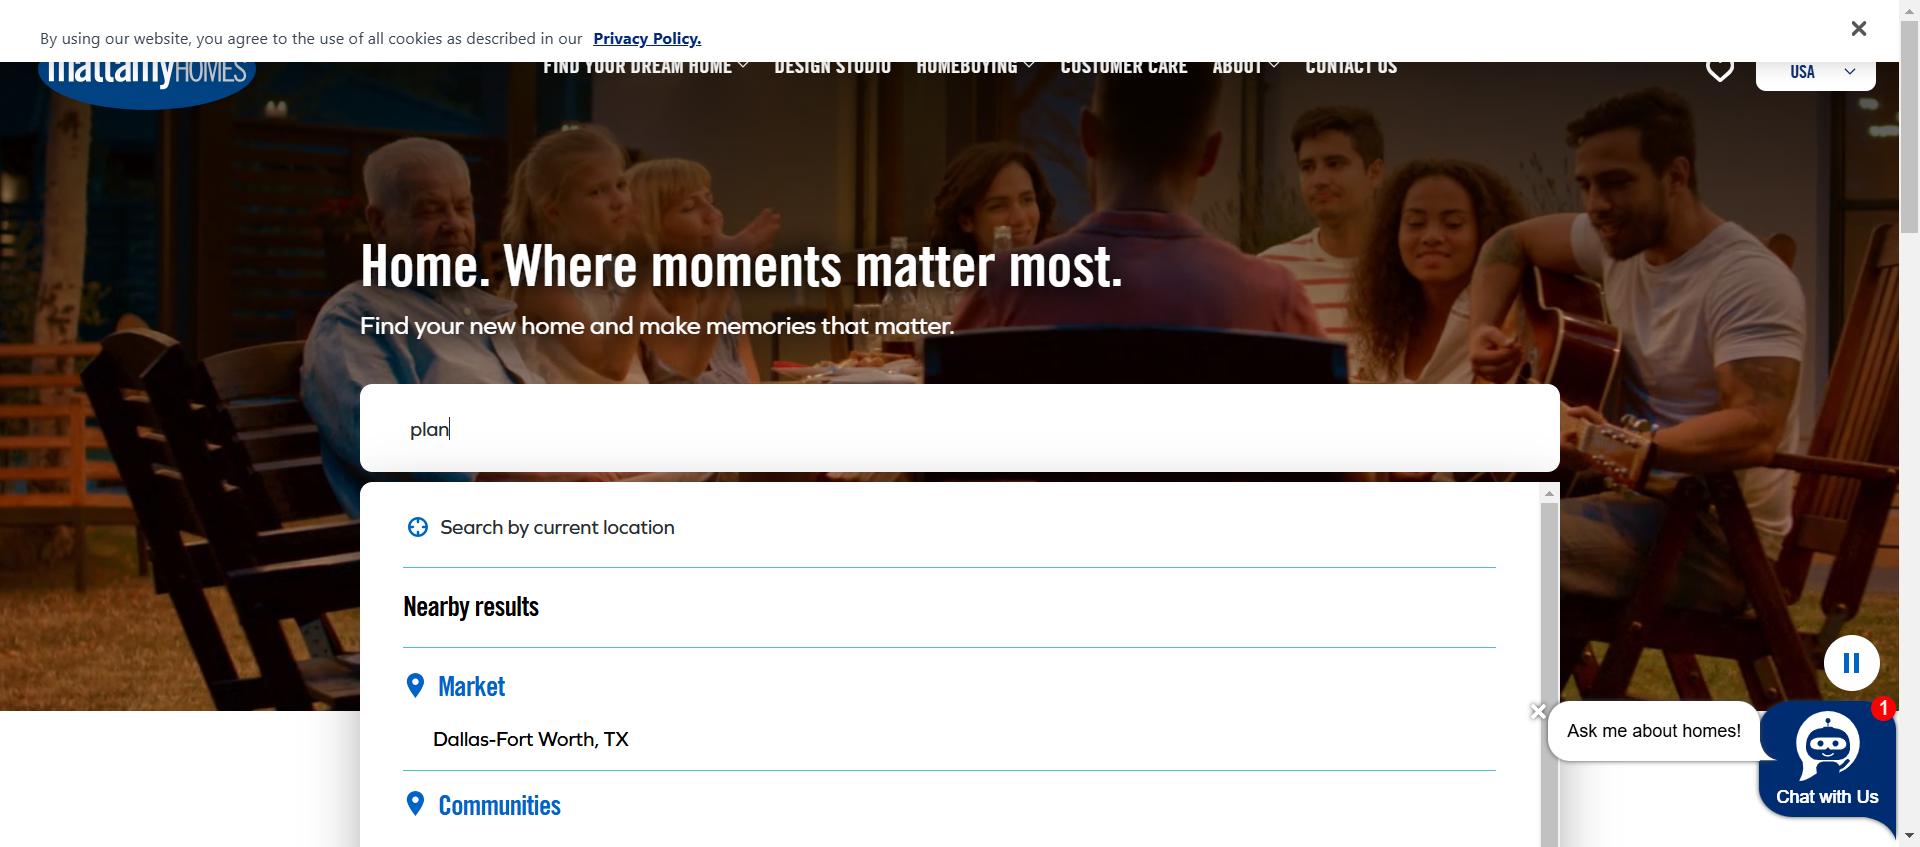 By using our website, you agree to the use of all cookies as described in our Privacy Policy.
mattamyHOMES
FIND YOUR DREAM HOME
DESIGN STUDIO
HOMEBUYING
CUSTOMER CARE
ABOUT
CONTACT US
USA
Home. Where moments matter most.
Find your new home and make memories that matter.
plan
Search by current location
Nearby results
Market
Dallas-Fort Worth, TX
Communities
1
Ask me about homes!
Chat with Us